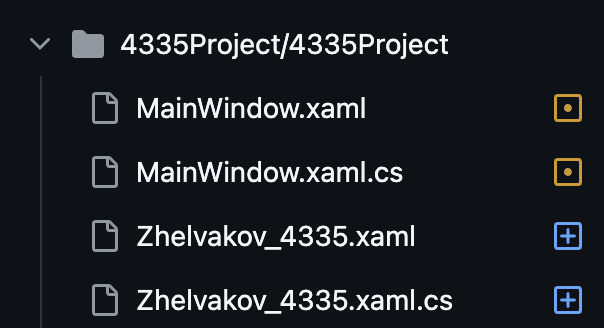 4335Project/4335Project
MainWindow.xaml
MainWindow.xaml.cs
Zhelvakov_4335.xaml
Zhelvakov_4335.xaml.cs